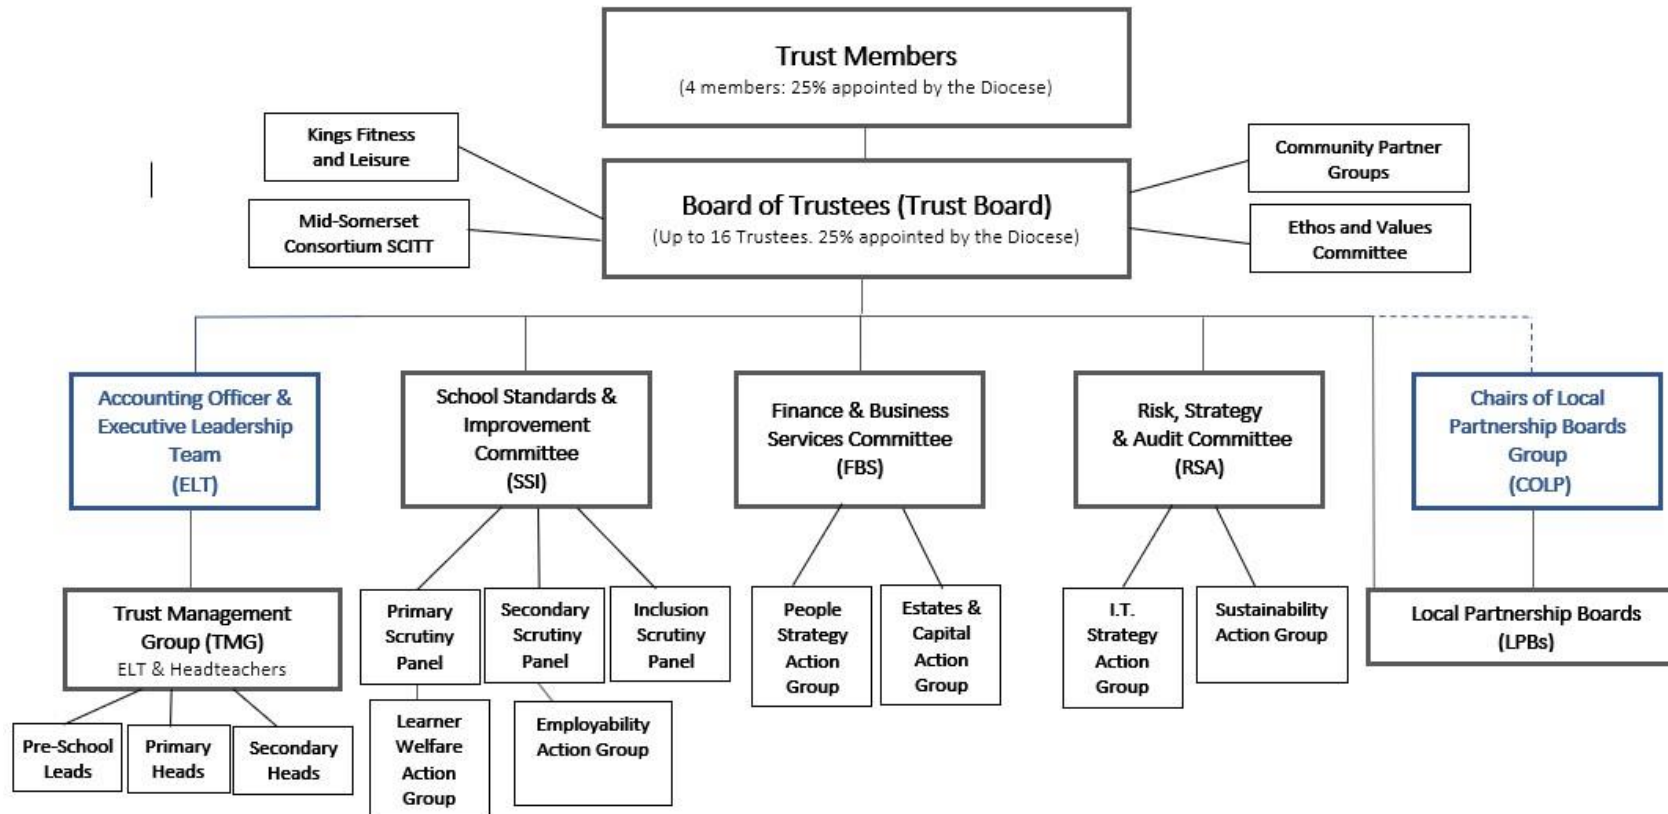 Trust Members
(4 members: 25% appointed by the Diocese)
Kings Fitness
and Leisure
Community Partner
Groups
Board of Trustees (Trust Board)
(Up to 16 Trustees. 25% appointed by the Diocese)
Mid-Somerset
Consortium SCITT
Ethos and Values
Committee
Accounting Officer &
Executive Leadership
Team
(ELT)
School Standards &
Improvement
Committee
(SSI)
Finance & Business
Services Committee
(FBS)
Risk, Strategy
& Audit Committee
(RSA)
Chairs of Local
Partnership Boards
Group
(COLP)
Trust Management
Group (TMG)
ELT & Headteachers
Primary
Scrutiny
Panel
Secondary
Scrutiny
Panel
Inclusion
Scrutiny
Panel
People
Strategy
Action
Group
Estates &
Capital
Action
Group
I.T.
Strategy
Action
Group
Sustainability
Action Group
Local Partnership Boards
(LPBs)
Pre-School
Leads
Primary
Heads
Secondary
Heads
Learner
Welfare
Action
Group
Employability
Action Group